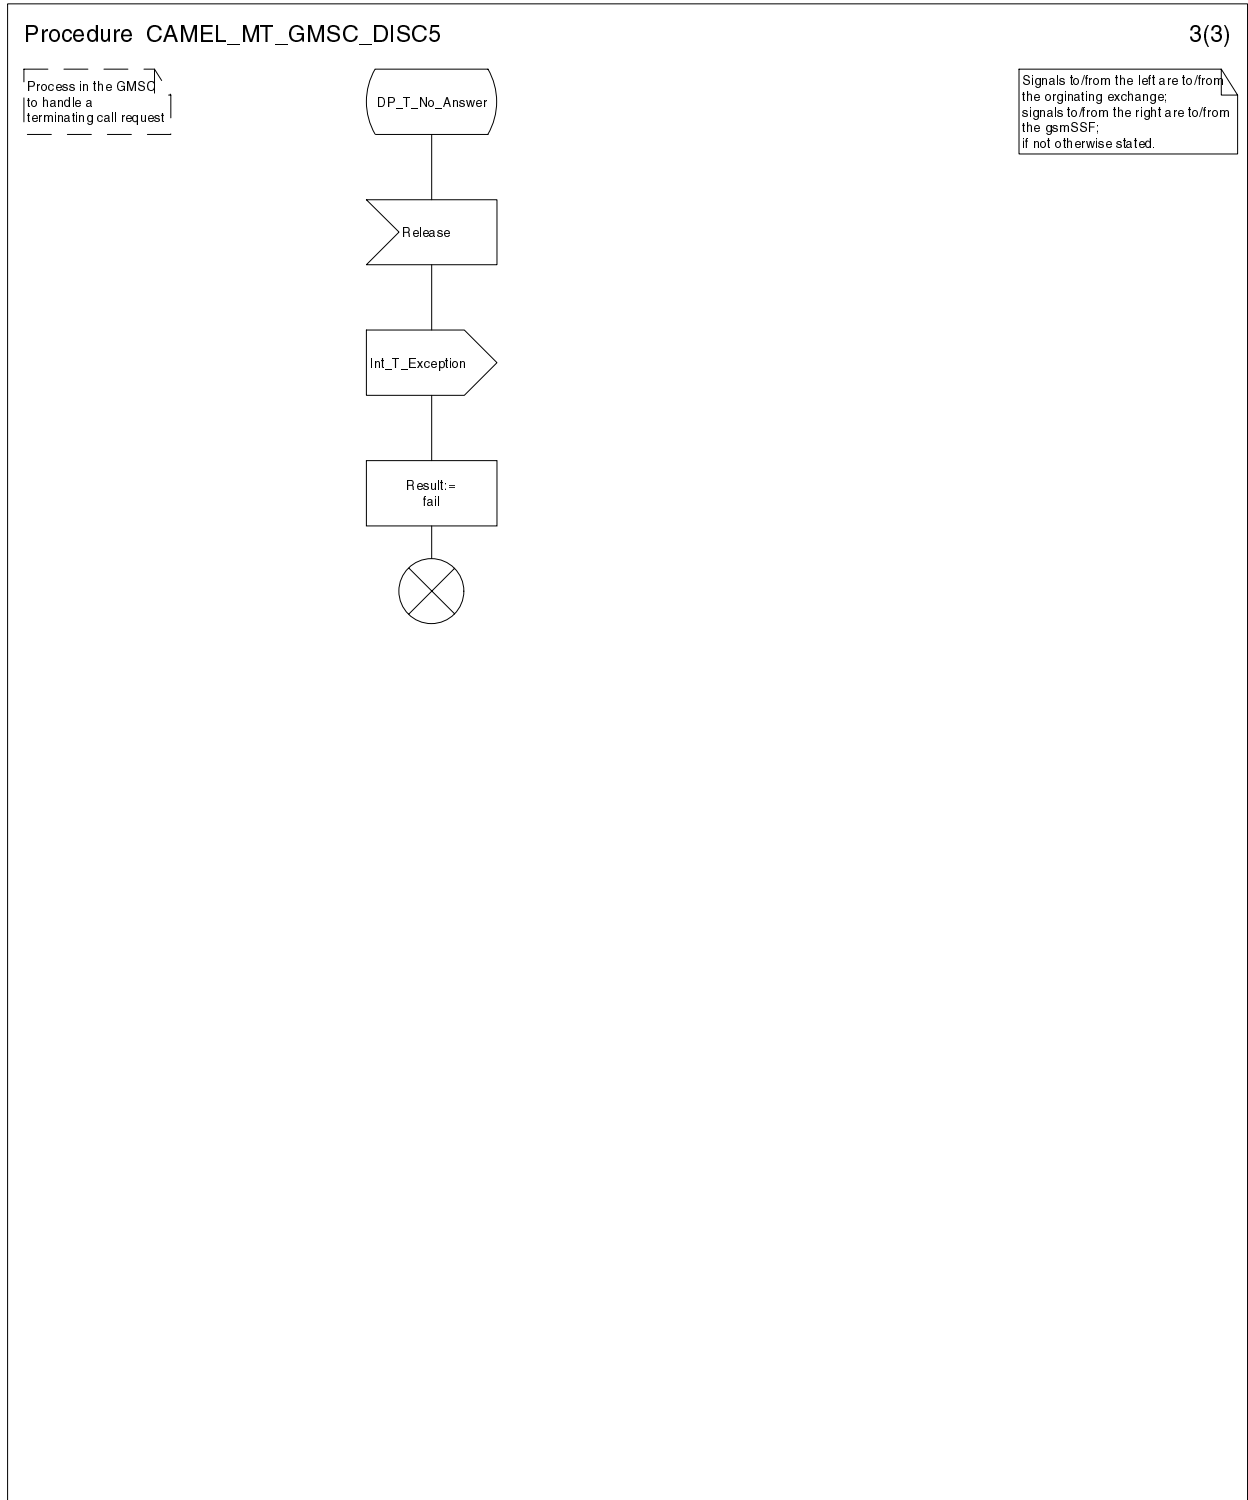 Procedure CAMEL_MT_GMSC_DISC5
3(3)
Process in the GMSC
to handle a
terminating call request
DP_T_No_Answer
Signals to/from the left are to/from
the orginating exchange;
signals to/from the right are to/from
the gsmSSF;
if not otherwise stated.
Release
Int_T_Exception
Result:=
fail